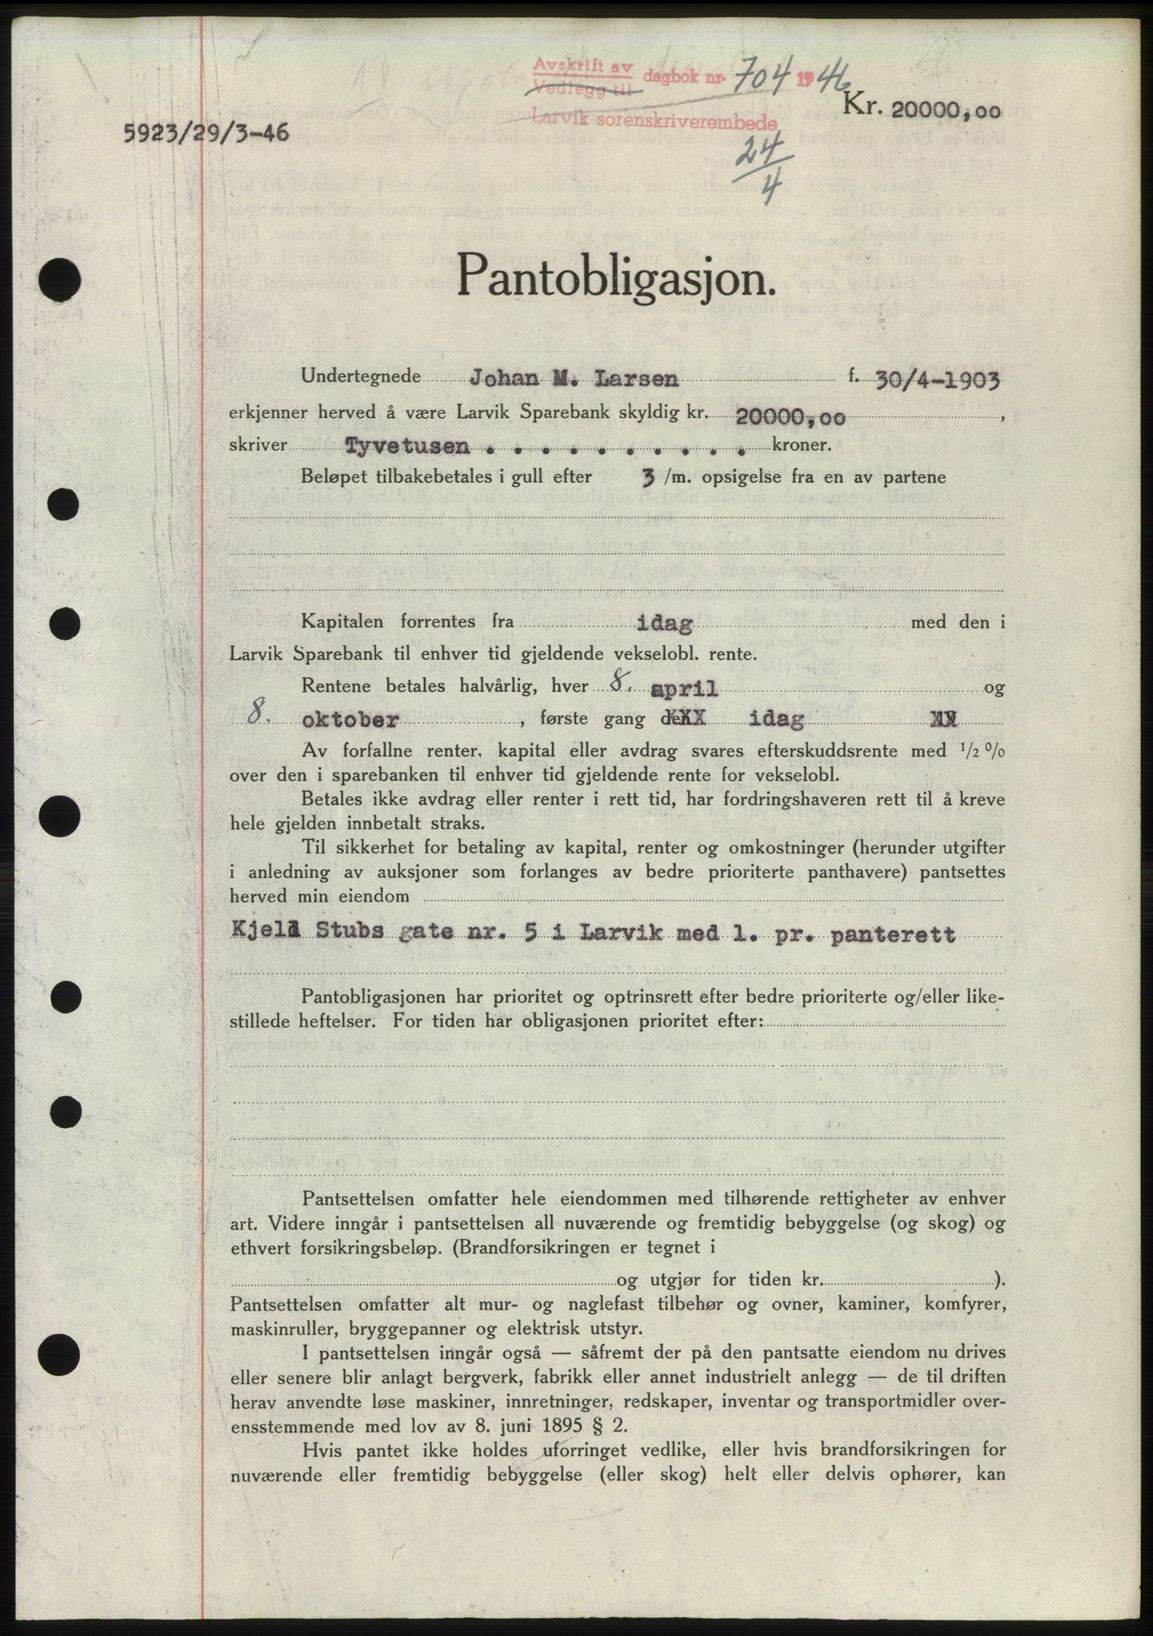 Avskrift av
Vedlegg til dagbok nr. 704 1946
Larvik sorenskriverembede
24/4
Kr. 20000,00
5923/29/3-46
Pantobligasjon.
Undertegnede Johan M. Larsen f. 30/4-1903
erkjenner herved å være Larvik Sparebank skyldig kr. 20000,00 ,
skriver Tyvetusen . . . . . . . . . . kroner.
Beløpet tilbakebetales i gull efter 3 /m. opsigelse fra en av partene
Kapitalen forrentes fra idag med den i
Larvik Sparebank til enhver tid gjeldende vekselobl. rente.
Rentene betales halvårlig, hver 8. april og
8. oktober , første gang den XX idag
Av forfallne renter, kapital eller avdrag svares efterskuddsrente med ½ %
over den i sparebanken til enhver tid gjeldende rente for vekselobl.
Betales ikke avdrag eller renter i rett tid, har fordringshaveren rett til å kreve
hele gjelden innbetalt straks.
Til sikkerhet for betaling av kapital, renter og omkostninger (herunder utgifter
i anledning av auksjoner som forlanges av bedre prioriterte panthavere) pantsettes
herved min eiendom
Kjeld Stubs gate nr. 5 i Larvik med 1. pr. panterett
Pantobligasjonen har prioritet og optrinsrett efter bedre prioriterte og/eller like-
stillede heftelser. For tiden har obligasjonen prioritet efter:
Pantsettelsen omfatter hele eiendommen med tilhørende rettigheter av enhver
art. Videre inngår i pantsettelsen all nuværende og fremtidig bebyggelse (og skog) og
ethvert forsikringsbeløp. (Brandforsikringen er tegnet i
og utgjør for tiden kr. ).
Pantsettelsen omfatter alt mur- og naglefast tilbehør og ovner, kaminer, komfyrer,
maskinruller, bryggepanner og elektrisk utstyr.
I pantsettelsen inngår også — såfremt der på den pantsatte eiendom nu drives
eller senere blir anlagt bergverk, fabrikk eller annet industrielt anlegg — de til driften
herav anvendte løse maskiner, innretninger, redskaper, inventar og transportmidler over-
ensstemmende med lov av 8. juni 1895 § 2.
Hvis pantet ikke holdes uforringet vedlike, eller hvis brandforsikringen for
nuværende eller fremtidig bebyggelse (eller skog) helt eller delvis ophører, kan